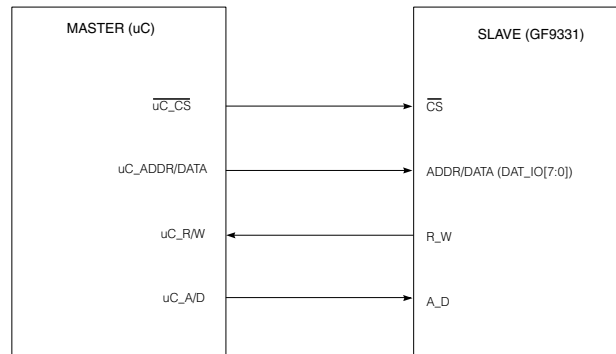 MASTER (uC)
SLAVE (GF9331)
uC_CS
CS
uC_ADDR/DATA
ADDR/DATA (DAT_IO[7:0])
uC_R/W
R_W
uC_A/D
A_D